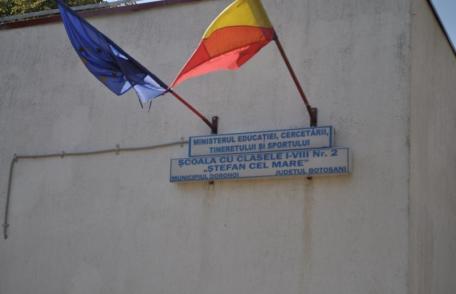 MINISTERUL EDUCAȚIEI, CERCETĂRII,
TINERETULUI ȘI SPORTULUI
ȘCOALA CU CLASELE I-VIII Nr. 2
„ȘTEFAN CEL MARE”
MUNICIPIUL DOROHOI JUDEȚUL BOTOȘANI